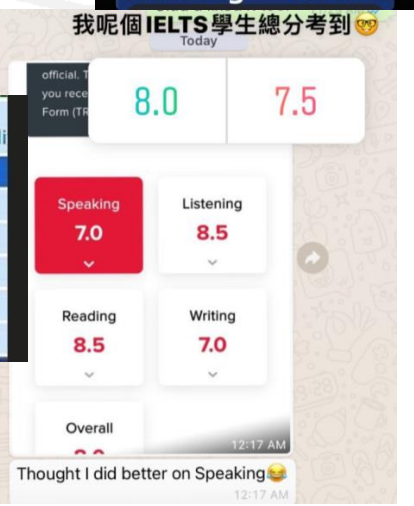 我呢個IELTS學生總分考到🤓
Today
official. T
you rece
Form (TR
8.0
7.5
Speaking
7.0
Listening
8.5
Reading
8.5
Writing
7.0
Overall
12:17 AM
Thought I did better on Speaking😂
12:17 AM